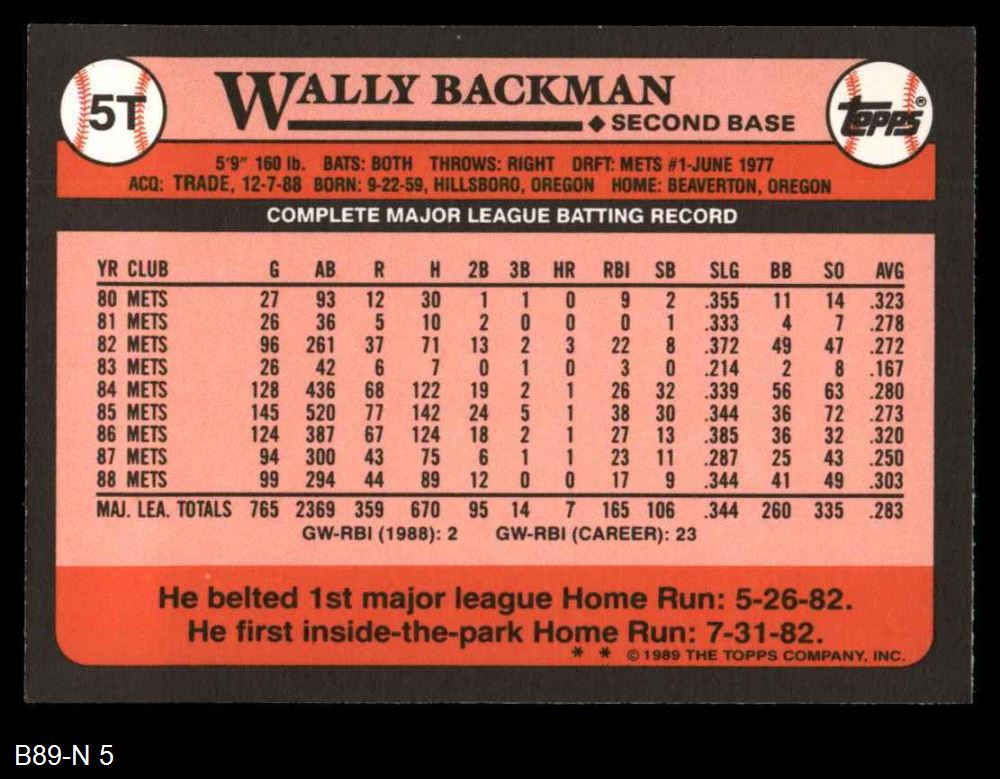 5T
WALLY BACKMAN
◆ SECOND BASE
TOPPS®
5'9" 160 lb. BATS: BOTH THROWS: RIGHT DRFT: METS #1-JUNE 1977
ACQ: TRADE, 12-7-88 BORN: 9-22-59, HILLSBORO, OREGON HOME: BEAVERTON, OREGON
COMPLETE MAJOR LEAGUE BATTING RECORD
YR CLUB G AB R H 2B 3B HR RBI SB SLG BB SO AVG
80 METS 27 93 12 30 1 1 0 9 2 .355 11 14 .323
81 METS 26 36 5 10 2 0 0 0 1 .333 4 7 .278
82 METS 96 261 37 71 13 2 3 22 8 .372 49 47 .272
83 METS 26 42 6 7 0 1 0 3 0 .214 2 8 .167
84 METS 128 436 68 122 19 2 1 26 32 .339 56 63 .280
85 METS 145 520 77 142 24 5 1 38 30 .344 36 72 .273
86 METS 124 387 67 124 18 2 1 27 13 .385 36 32 .320
87 METS 94 300 43 75 6 1 1 23 11 .287 25 43 .250
88 METS 99 294 44 89 12 0 0 17 9 .344 41 49 .303
MAJ. LEA. TOTALS 765 2369 359 670 95 14 7 165 106 .344 260 335 .283
GW-RBI (1988): 2 GW-RBI (CAREER): 23
He belted 1st major league Home Run: 5-26-82.
He first inside-the-park Home Run: 7-31-82.
* * © 1989 THE TOPPS COMPANY, INC.
B89-N 5